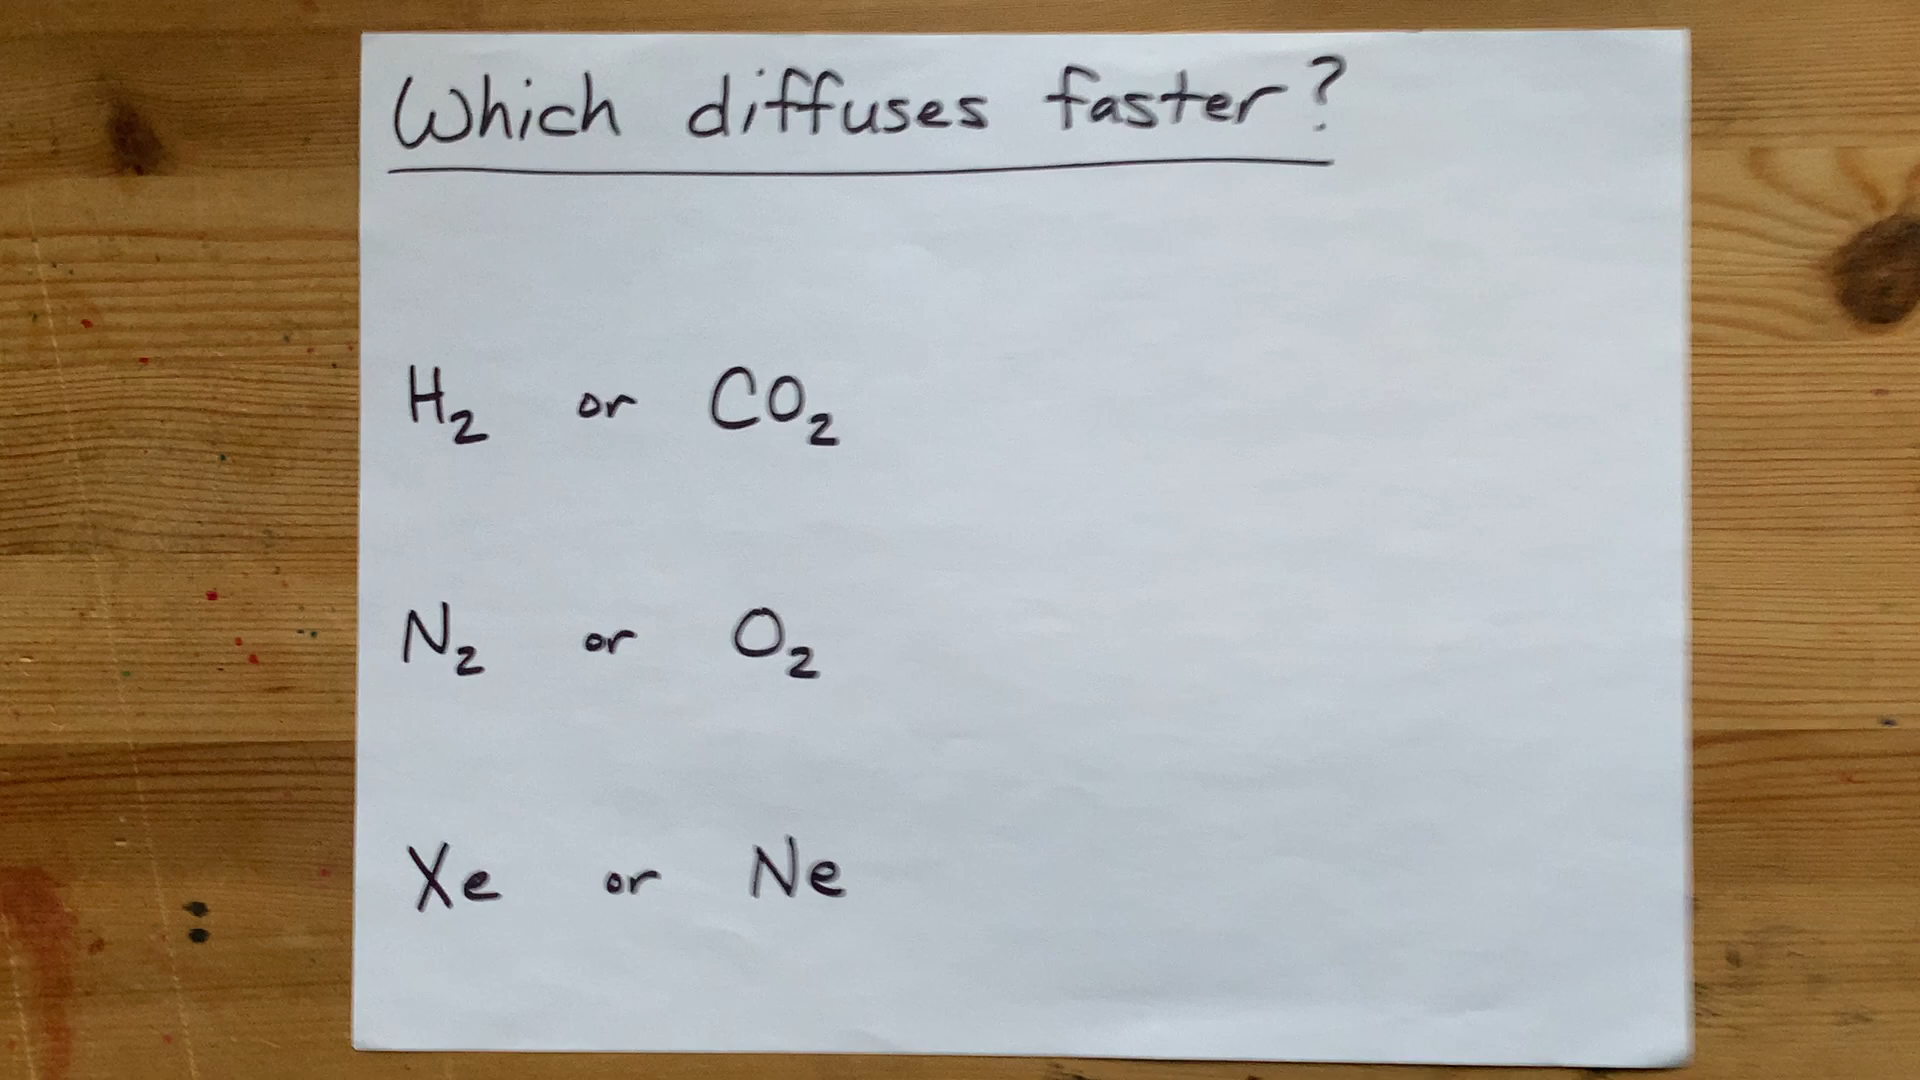 Which diffuses faster?
H₂ or CO₂
N₂ or O₂
Xe or Ne